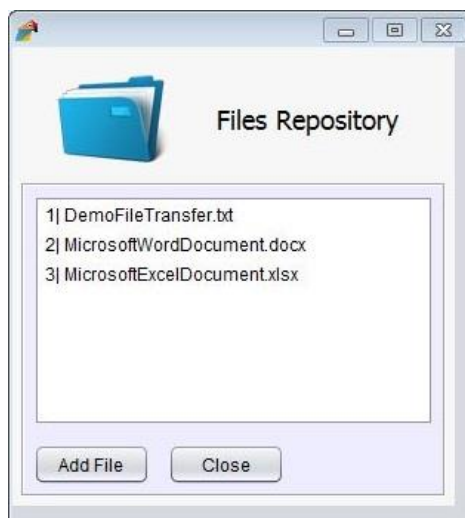 Files Repository
1| DemoFileTransfer.txt
2| MicrosoftWordDocument.docx
3| MicrosoftExcelDocument.xlsx
Add File Close